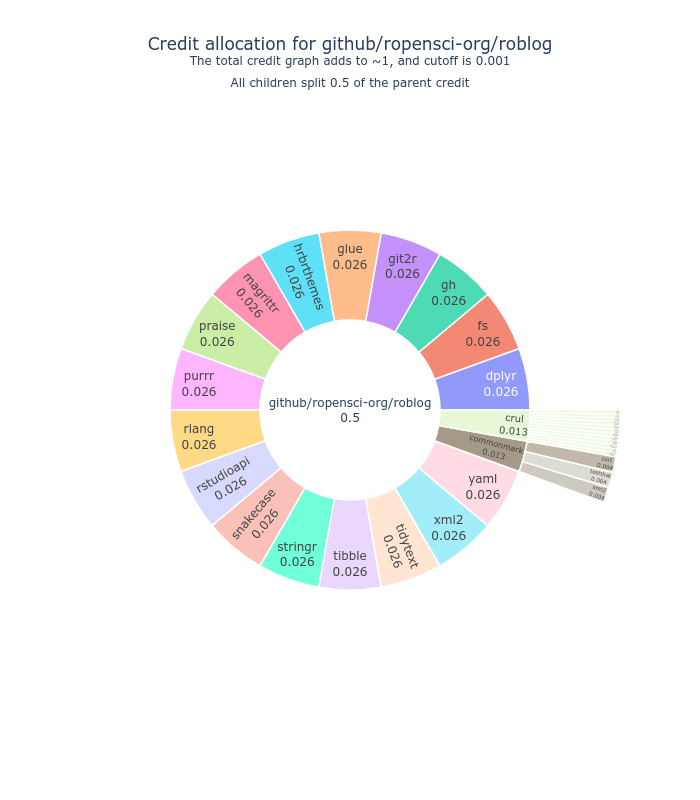 Credit allocation for github/ropensci-org/roblog
The total credit graph adds to ~1, and cutoff is 0.001
All children split 0.5 of the parent credit
github/ropensci-org/roblog
0.5
dplyr
0.026
fs
0.026
gh
0.026
git2r
0.026
glue
0.026
hrbrthemes
0.026
magrittr
0.026
praise
0.026
purrr
0.026
rlang
0.026
rstudioapi
0.026
snakecase
0.026
stringr
0.026
tibble
0.026
tidytext
0.026
xml2
0.026
yaml
0.026
commonmark
0.013
crul
0.013
curl
0.004
testthat
0.004
xml2
0.004